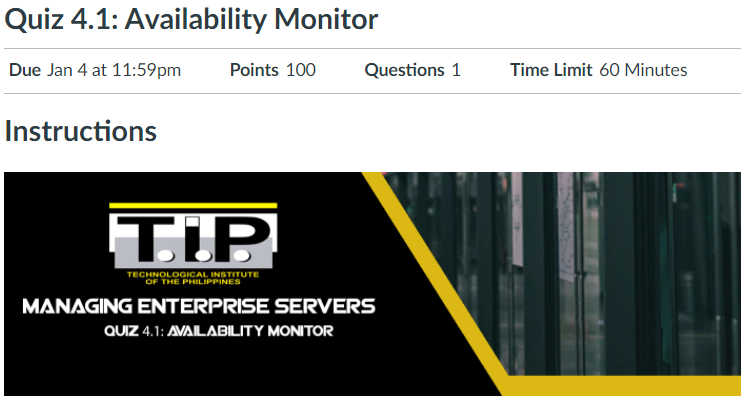 Quiz 4.1: Availability Monitor
Due Jan 4 at 11:59pm Points 100 Questions 1 Time Limit 60 Minutes
Instructions
T.I.P.
TECHNOLOGICAL INSTITUTE
OF THE PHILIPPINES
MANAGING ENTERPRISE SERVERS
QUIZ 4.1: AVAILABILITY MONITOR